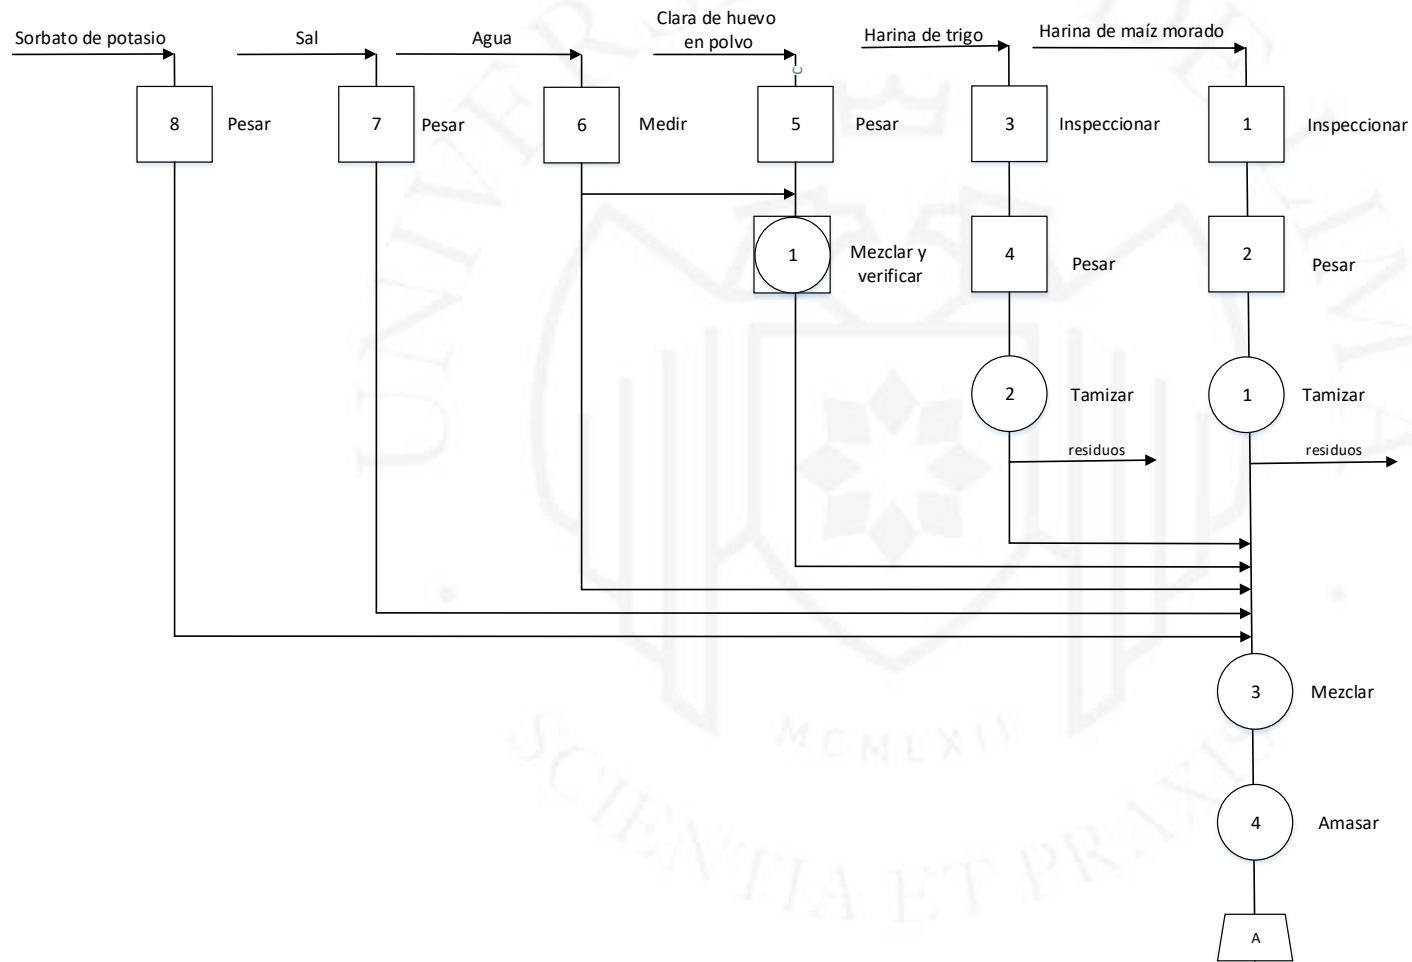 Clara de huevo
en polvo
Sorbato de potasio
Sal
Agua
Harina de trigo
Harina de maíz morado
C
8
Pesar
7
Pesar
6
Medir
5
Pesar
3
Inspeccionar
1
Inspeccionar
1
Mezclar y
verificar
4
Pesar
2
Pesar
2
Tamizar
1
Tamizar
residuos
residuos
3
Mezclar
MCMLXII
4
Amasar
SCIENTIA ET PRAXIS
A